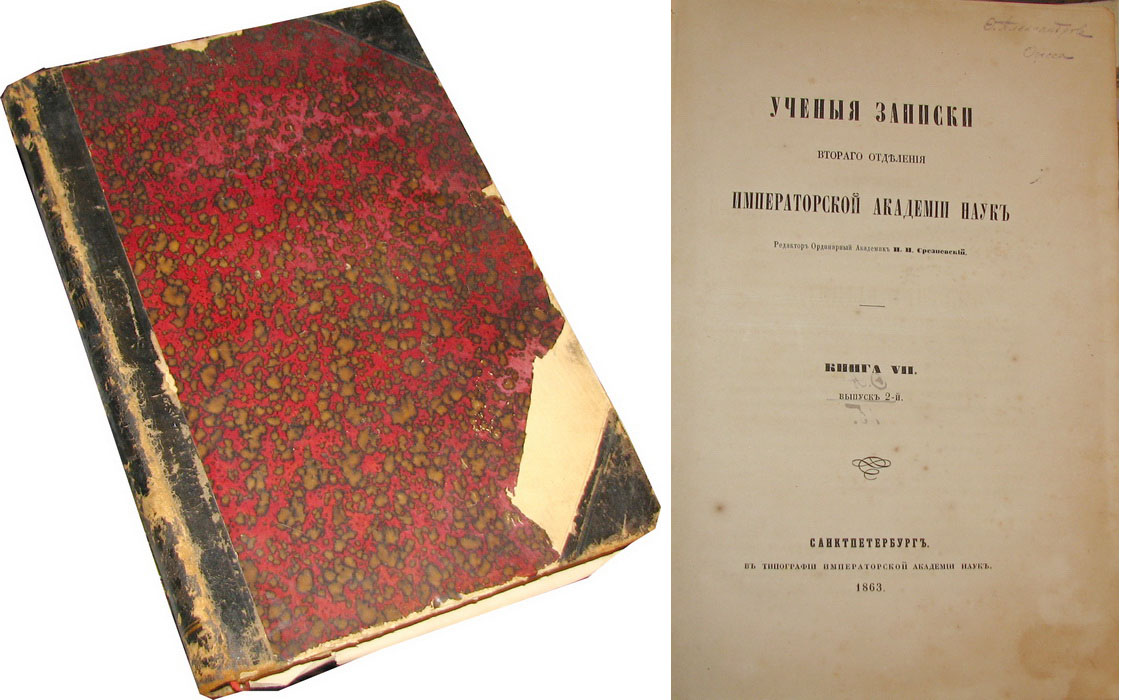 Одесса
УЧЕНЫЯ ЗАПИСКИ
ВТОРАГО ОТДѢЛЕНІЯ
ИМПЕРАТОРСКОЙ АКАДЕМІИ НАУКЪ
Редакторъ Ординарный Академикъ И. И. Срезневскій.
КНИГА VII.
ВЫПУСКЪ 2-Й.
САНКТПЕТЕРБУРГЪ.
ВЪ ТИПОГРАФІИ ИМПЕРАТОРСКОЙ АКАДЕМІИ НАУКЪ.
1863.